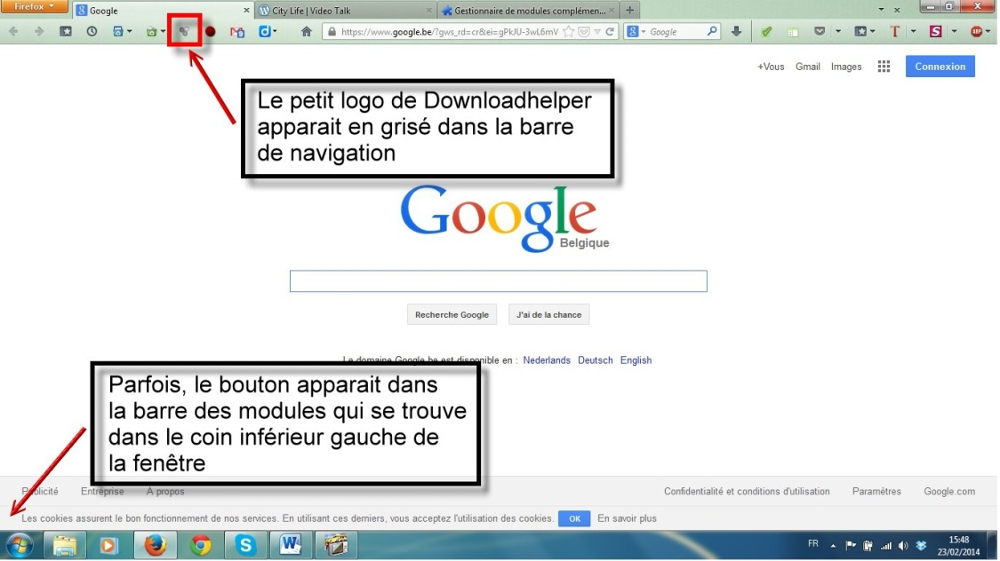 Firefox
Google
City Life | Video Talk
Gestionnaire de modules complémen...
https://www.google.be/?gws_rd=cr&ei=gPkJU-3wL6mV
Google
ABP
+Vous Gmail Images
Connexion
Le petit logo de Downloadhelper
apparait en grisé dans la barre
de navigation
Google
Belgique
Recherche Google
J'ai de la chance
Le domaine Google.be est disponible en : Nederlands Deutsch English
Parfois, le bouton apparait dans
la barre des modules qui se trouve
dans le coin inférieur gauche de
la fenêtre
Publicité Entreprise À propos
Confidentialité et conditions d'utilisation Paramètres Google.com
Les cookies assurent le bon fonctionnement de nos services. En utilisant ces derniers, vous acceptez l'utilisation des cookies. OK En savoir plus
FR
15:48
23/02/2014